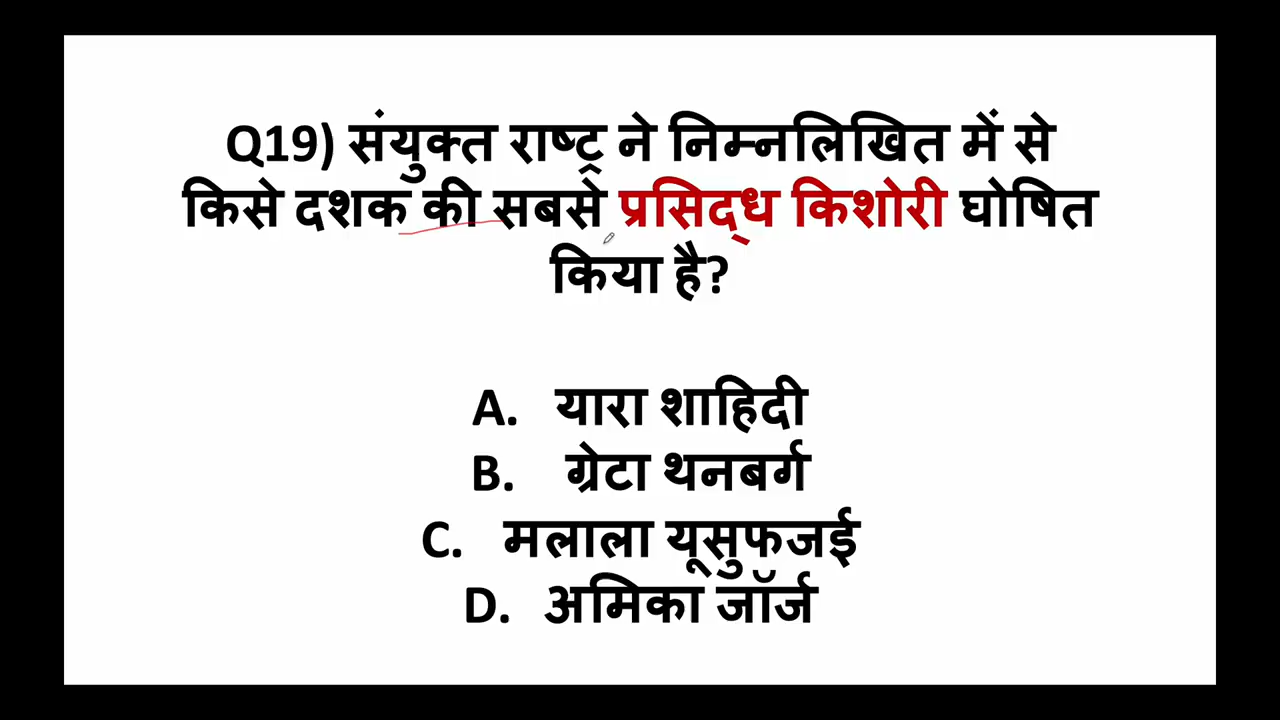 Q19) संयुक्त राष्ट्र ने निम्नलिखित में से
किसे दशक की सबसे प्रसिद्ध किशोरी घोषित
किया है?
A. यारा शाहिदी
B. ग्रेटा थनबर्ग
C. मलाला यूसुफजई
D. अमिका जॉर्ज